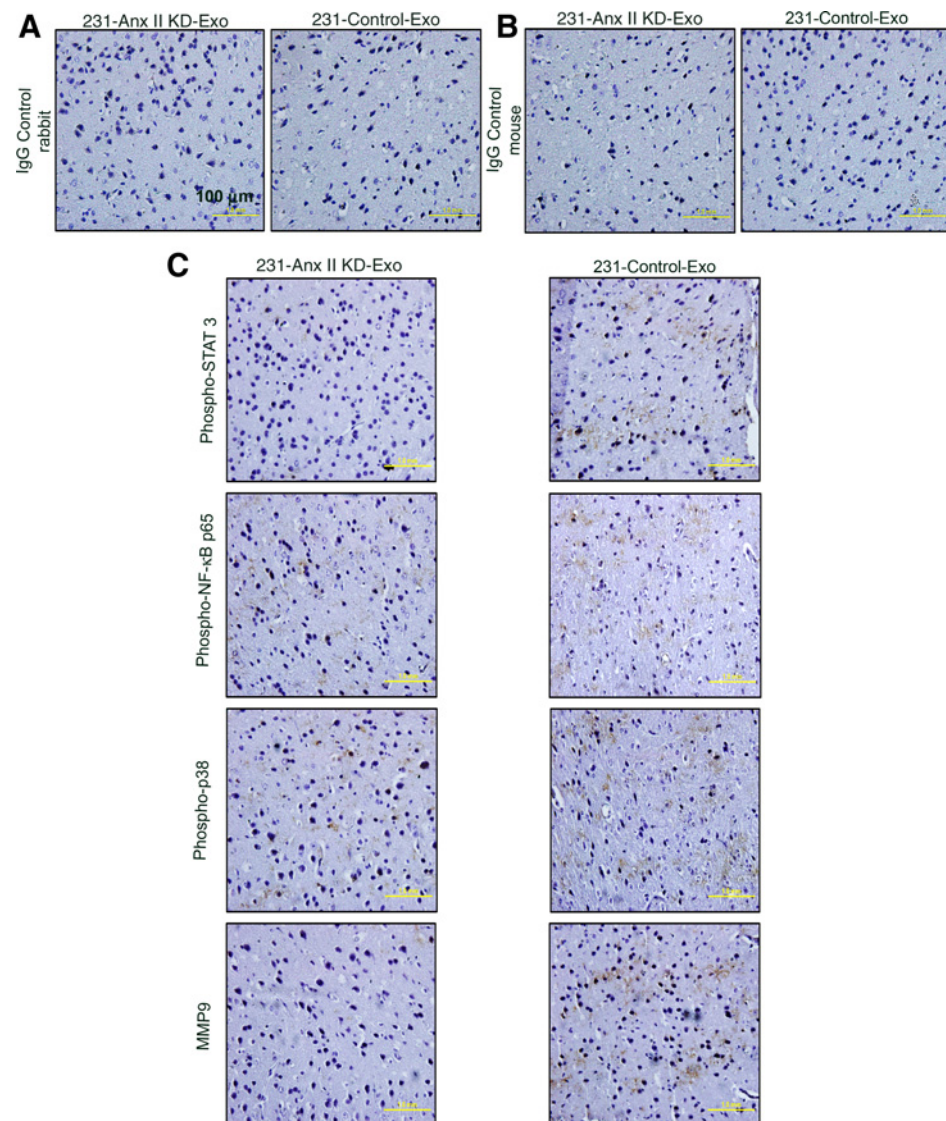 A
231-Anx II KD-Exo
231-Control-Exo
IgG Control
rabbit
100 µm
B
231-Anx II KD-Exo
231-Control-Exo
IgG Control
mouse
C
231-Anx II KD-Exo
231-Control-Exo
Phospho-STAT 3
Phospho-NF-κB p65
Phospho-p38
MMP9